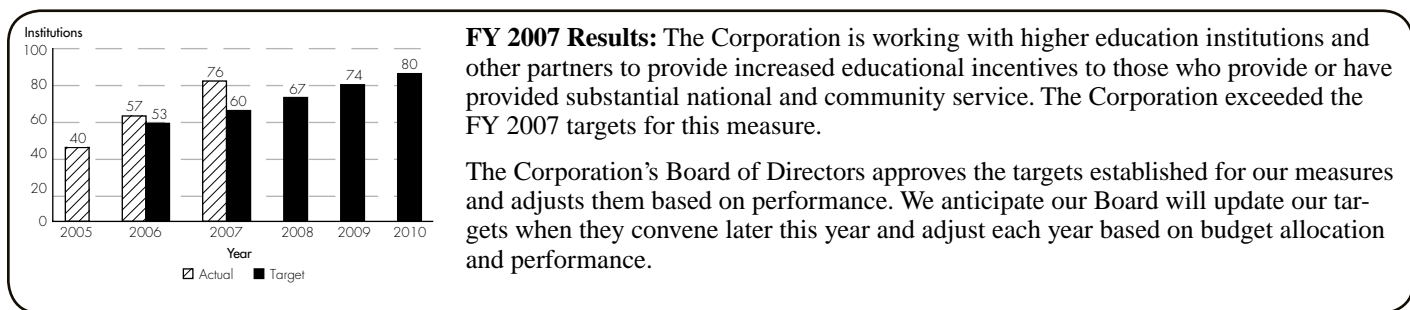 Institutions
100
80
60
40
20
0
40
57
53
76
60
67
74
80
2005 2006 2007 2008 2009 2010
Year
Actual Target
FY 2007 Results: The Corporation is working with higher education institutions and
other partners to provide increased educational incentives to those who provide or have
provided substantial national and community service. The Corporation exceeded the
FY 2007 targets for this measure.
The Corporation’s Board of Directors approves the targets established for our measures
and adjusts them based on performance. We anticipate our Board will update our tar-
gets when they convene later this year and adjust each year based on budget allocation
and performance.